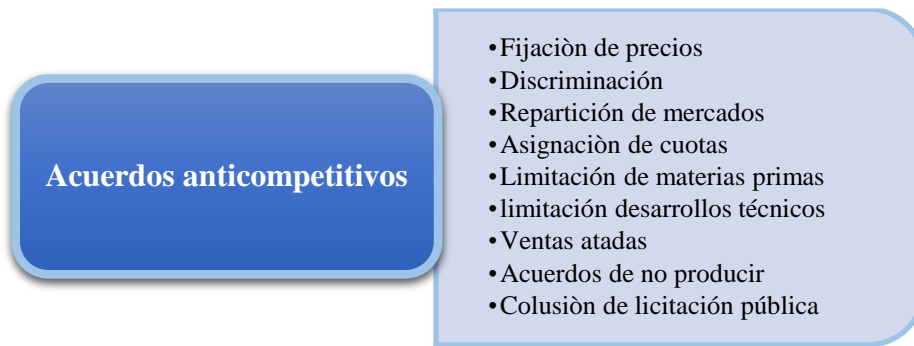 Acuerdos anticompetitivos
•Fijaciòn de precios
•Discriminación
•Repartición de mercados
•Asignaciòn de cuotas
•Limitación de materias primas
•limitación desarrollos técnicos
•Ventas atadas
•Acuerdos de no producir
•Colusiòn de licitación pública